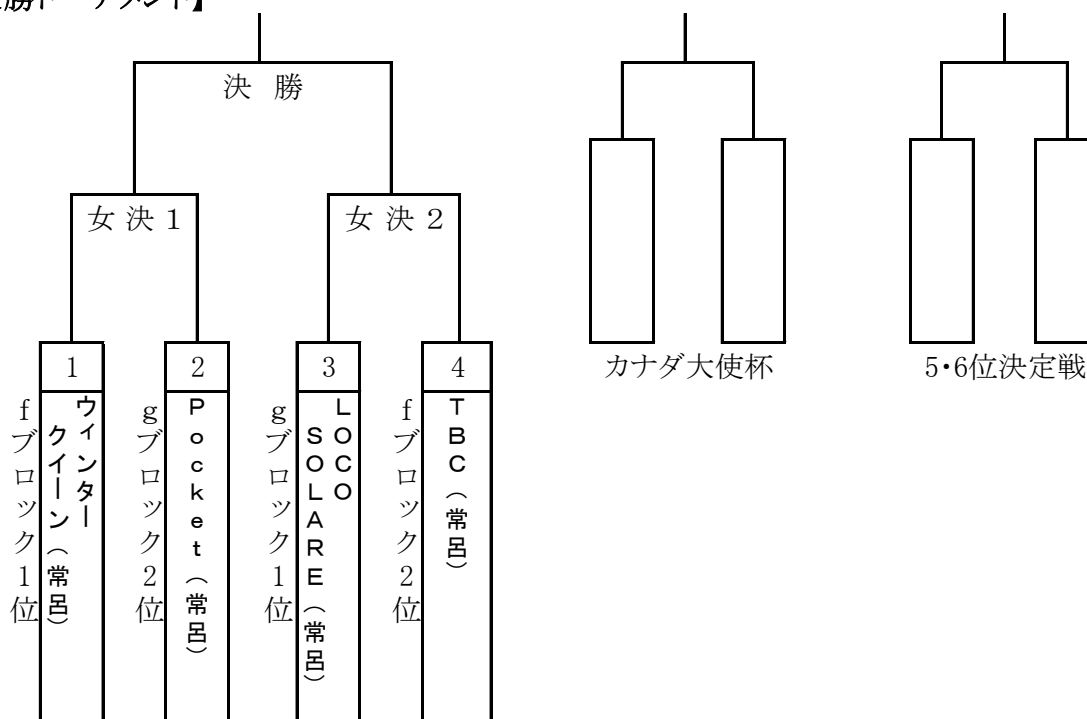 勝トーナメント】
決 勝
女 決 1
女 決 2
1
2
3
4
fブロック1位
ウィンター
クイーン（常呂）
gブロック2位
Pocket（常呂）
gブロック1位
LOCO
SOLARE（常呂）
fブロック2位
TBC（常呂）
カナダ大使杯
5・6位決定戦